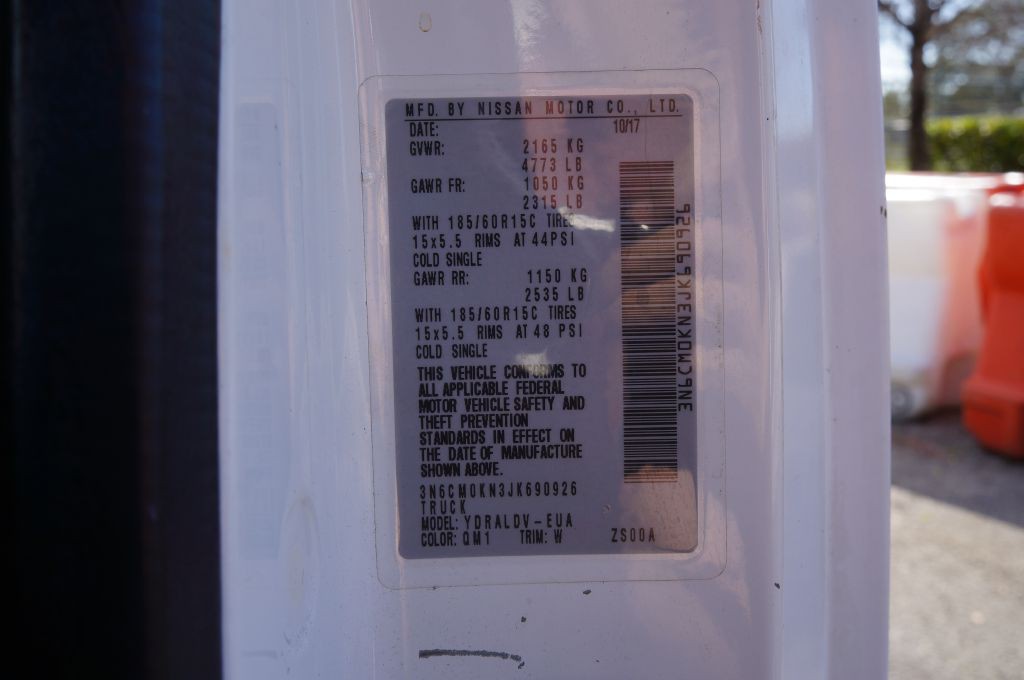 MFD. BY NISSAN MOTOR CO., LTD.
DATE: 10/17
GVWR: 2165 KG
4773 LB
GAWR FR: 1050 KG
2315 LB
WITH 185/60R15C TIRES
15x5.5 RIMS AT 44PSI
COLD SINGLE
GAWR RR: 1150 KG
2535 LB
WITH 185/60R15C TIRES
15x5.5 RIMS AT 48 PSI
COLD SINGLE
THIS VEHICLE CONFORMS TO
ALL APPLICABLE FEDERAL
MOTOR VEHICLE SAFETY AND
THEFT PREVENTION
STANDARDS IN EFFECT ON
THE DATE OF MANUFACTURE
SHOWN ABOVE.
3N6CM0KN3JK690926
TRUCK
MODEL: YDRALDV-EUA
COLOR: QM1 TRIM: W ZS00A
3N6CM0KN3JK690926